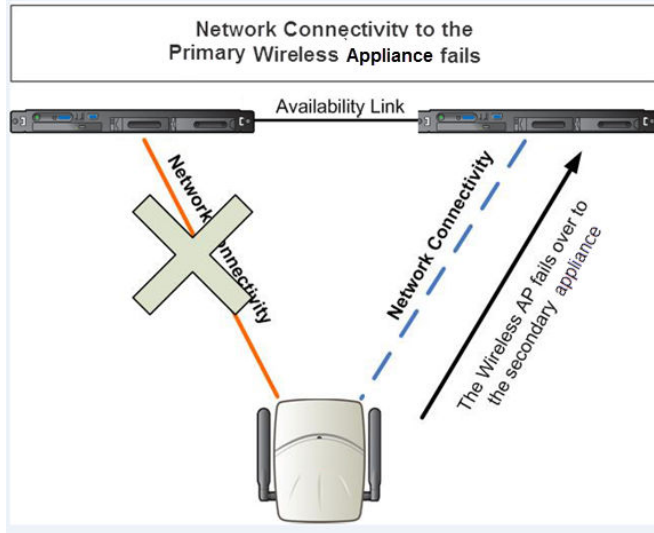 Network Connectivity to the
Primary Wireless Appliance fails
Availability Link
Network Connectivity
Network Connectivity
The Wireless AP fails over to
the secondary appliance